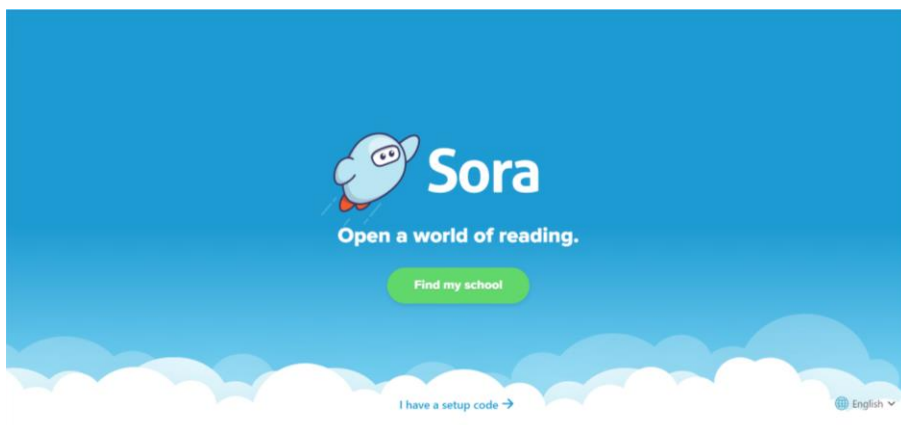 Sora
Open a world of reading.
Find my school
I have a setup code →
English